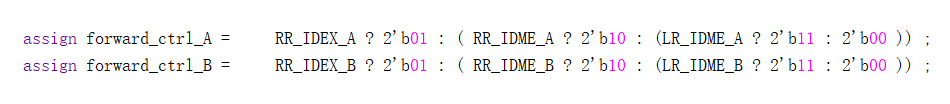 assign forward_ctrl_A =     RR_IDEX_A ? 2'b01 : ( RR_IDME_A ? 2'b10 : (LR_IDME_A ? 2'b11 : 2'b00 )) ;
assign forward_ctrl_B =     RR_IDEX_B ? 2'b01 : ( RR_IDME_B ? 2'b10 : (LR_IDME_B ? 2'b11 : 2'b00 )) ;